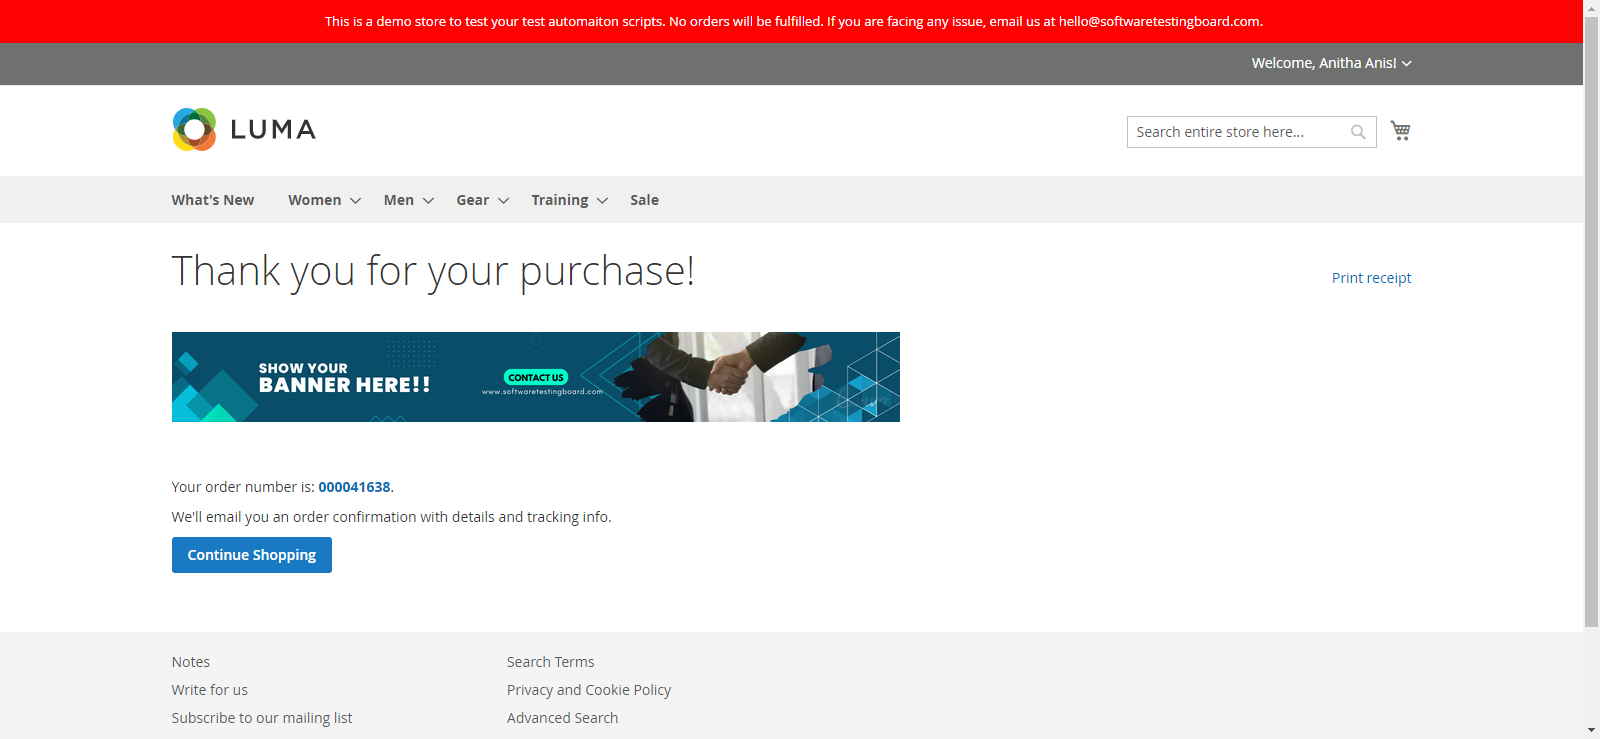 This is a demo store to test your test automaiton scripts. No orders will be fulfilled. If you are facing any issue, email us at hello@softwaretestingboard.com.
Welcome, Anitha Anis!
LUMA
Search entire store here...
What's New Women Men Gear Training Sale
Thank you for your purchase!
Print receipt
SHOW YOUR
BANNER HERE!!
CONTACT US
www.softwaretestingboard.com
Your order number is: 000041638.
We'll email you an order confirmation with details and tracking info.
Continue Shopping
Notes
Write for us
Subscribe to our mailing list
Search Terms
Privacy and Cookie Policy
Advanced Search